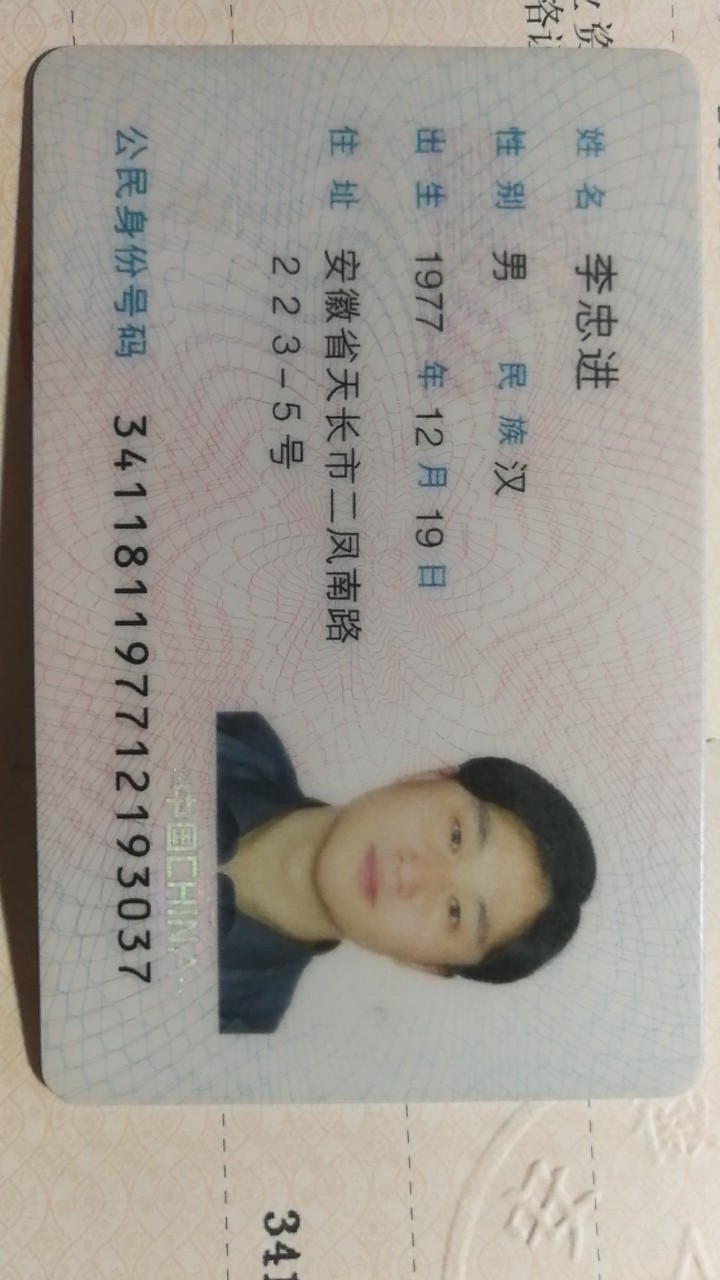 姓名 李忠进
性别 男 民族 汉
出生 1977 年 12 月 19 日
住址 安徽省天长市二凤南路
223-5号
公民身份号码 341181197712193037
中国CHINA
安
341